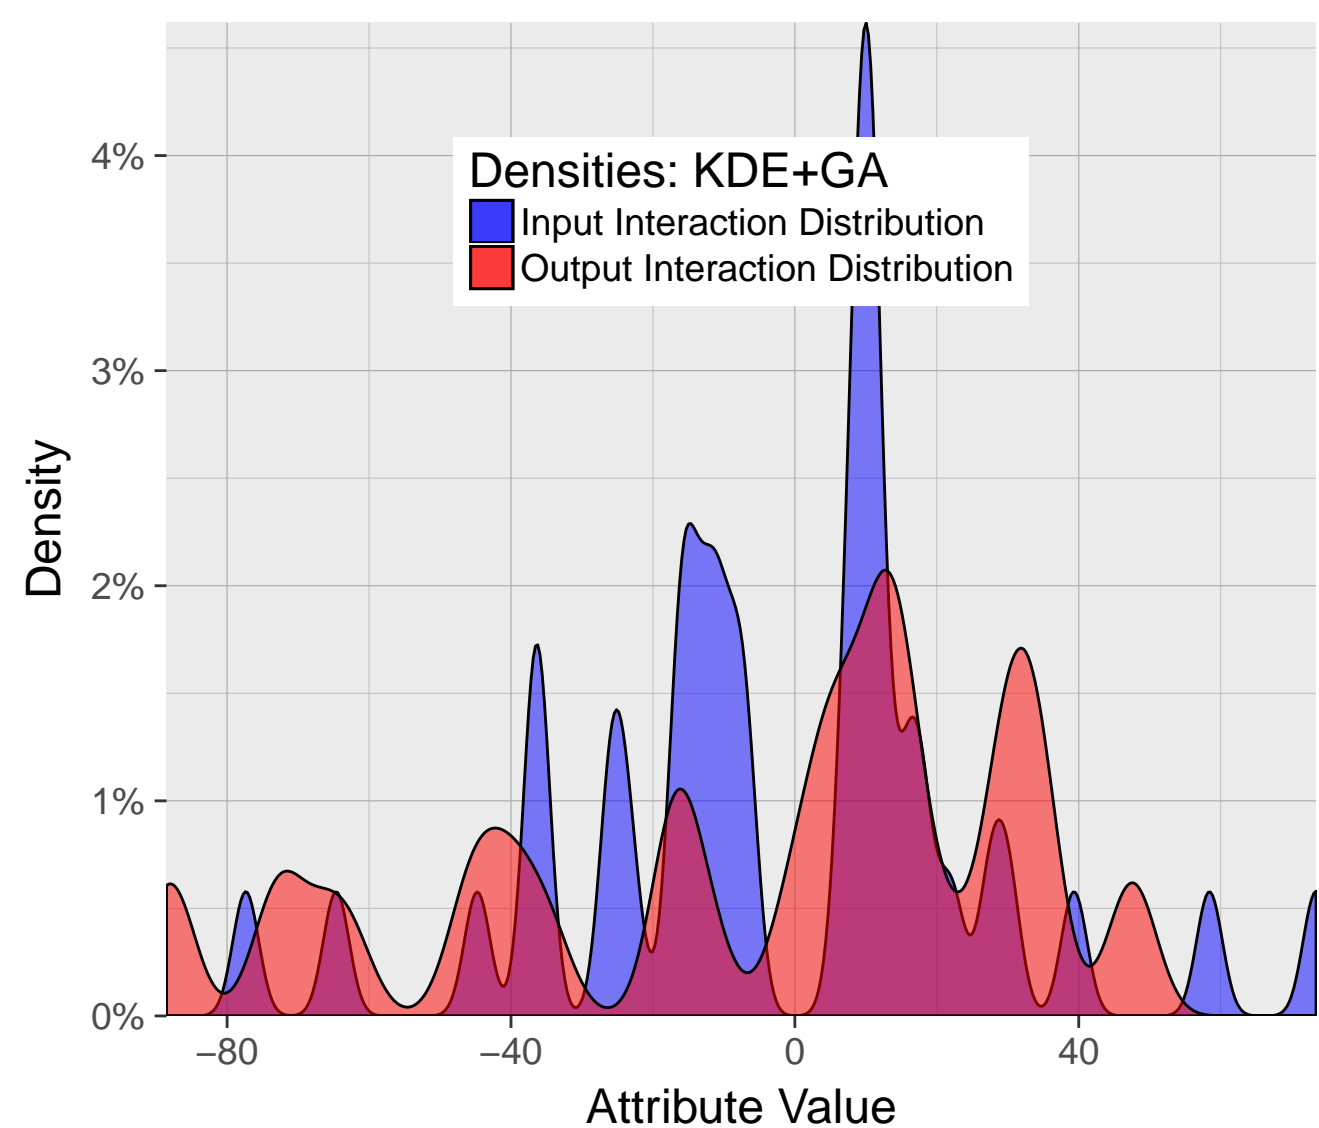 4%
3%
2%
1%
0%
Density
Densities: KDE+GA
Input Interaction Distribution
Output Interaction Distribution
−80
−40
0
40
Attribute Value